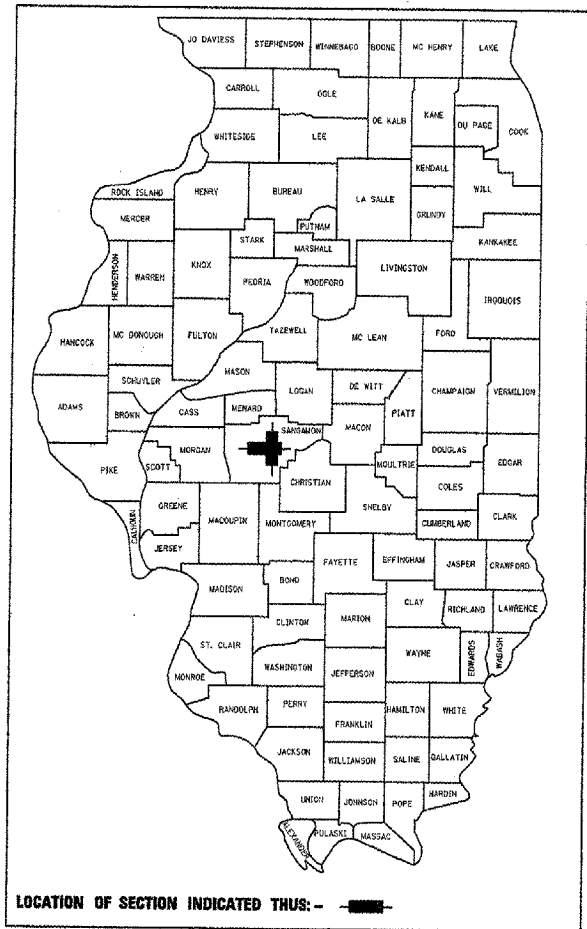 JO DAVIESS STEPHENSON WINNEBAGO BOONE MC HENRY LAKE
CARROLL OGLE DE KALB KANE DU PAGE COOK
WHITESIDE LEE
KENDALL WILL
ROCK ISLAND HENRY BUREAU LA SALLE GRUNDY
MERCER PUTNAM
STARK MARSHALL KANKAKEE
HENDERSON WARREN KNOX PEORIA WOODFORD LIVINGSTON IROQUOIS
HANCOCK MC DONOUGH FULTON TAZEWELL MC LEAN FORD
MASON
SCHUYLER LOGAN DE WITT CHAMPAIGN VERMILION
ADAMS BROWN CASS MENARD PIATT
SANGAMON MACON
PIKE SCOTT MORGAN MOULTRIE DOUGLAS EDGAR
CHRISTIAN COLES
GREENE MACOUPIN MONTGOMERY SHELBY CUMBERLAND CLARK
CALHOUN JERSEY
FAYETTE EFFINGHAM JASPER CRAWFORD
MADISON BOND
CLAY RICHLAND LAWRENCE
CLINTON MARION
ST. CLAIR WAYNE EDWARDS WABASH
WASHINGTON JEFFERSON
MONROE
RANDOLPH PERRY HAMILTON WHITE
FRANKLIN
JACKSON WILLIAMSON SALINE GALLATIN
UNION JOHNSON POPE HARDIN
ALEXANDER PULASKI MASSAC
LOCATION OF SECTION INDICATED THUS: -